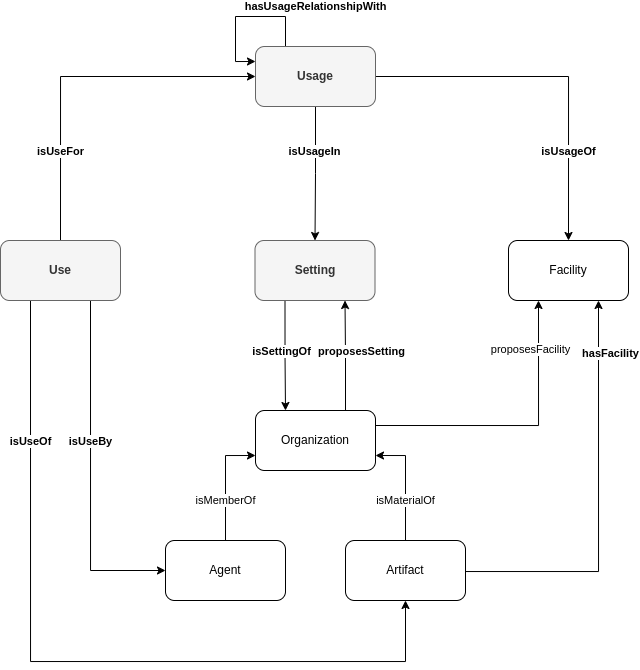 hasUsageRelationshipWith
Usage
isUseFor
isUsageIn
isUsageOf
Use
Setting
Facility
isSettingOf
proposesSetting
proposesFacility
hasFacility
isUseOf
isUseBy
Organization
isMemberOf
isMaterialOf
Agent
Artifact